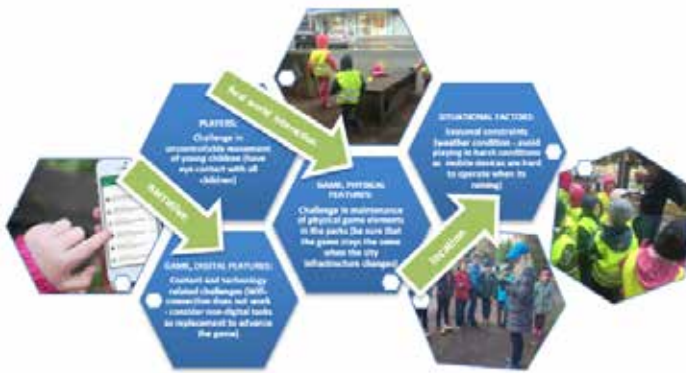 PLAYERS:
Challenge in
uncontrollable movement
of young children (have
eye contact with all
children)
Real world interaction
SITUATIONAL FACTORS:
Seasonal constraints
(weather condition - avoid
playing in harsh conditions
as mobile devices are hard
to operate when its
raining)
narrative
GAME, PHYSICAL
FEATURES:
Challenge in maintenance
of physical game elements
in the parks (be sure that
the game stays the same
when the city
infrastructure changes)
location
GAME, DIGITAL FEATURES:
Content and technology
related challenges (Wifi-
connection does not work
- consider non-digital tasks
as replacement to advance
the game)